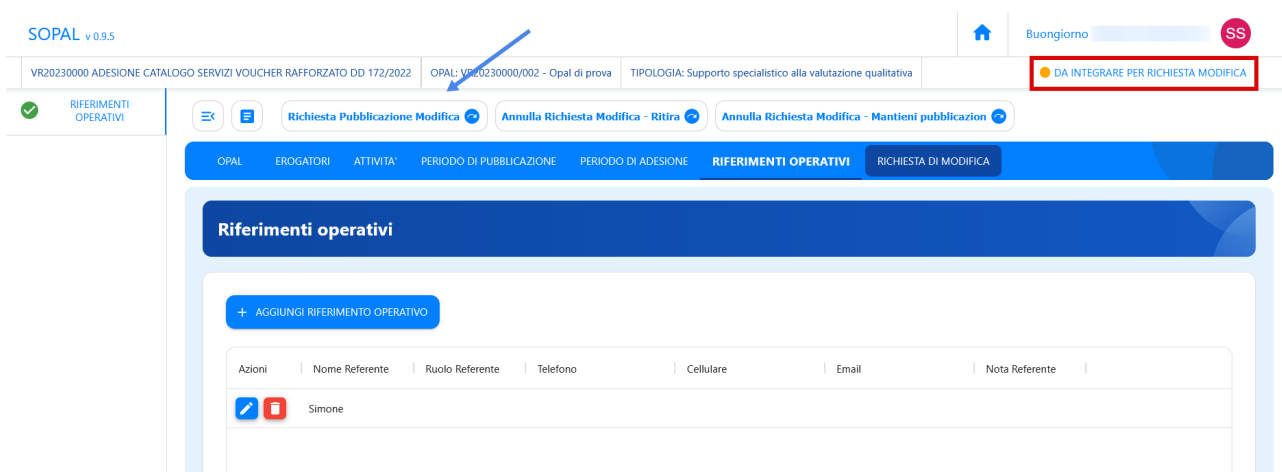 SOPAL v 0.9.5
Buongiorno
SS
VR20230000 ADESIONE CATALOGO SERVIZI VOUCHER RAFFORZATO DD 172/2022
OPAL: VR20230000/002 - Opal di prova
TIPOLOGIA: Supporto specialistico alla valutazione qualitativa
DA INTEGRARE PER RICHIESTA MODIFICA
RIFERIMENTI
OPERATIVI
Richiesta Pubblicazione Modifica
Annulla Richiesta Modifica - Ritira
Annulla Richiesta Modifica - Mantieni pubblicazion
OPAL
EROGATORI
ATTIVITA'
PERIODO DI PUBBLICAZIONE
PERIODO DI ADESIONE
RIFERIMENTI OPERATIVI
RICHIESTA DI MODIFICA
Riferimenti operativi
+ AGGIUNGI RIFERIMENTO OPERATIVO
Azioni
Nome Referente
Ruolo Referente
Telefono
Cellulare
Email
Nota Referente
Simone